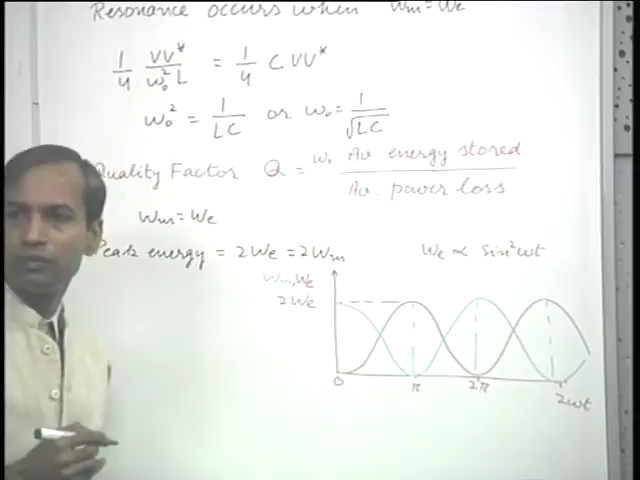 Resonance occurs when Wm = We
1/4 VV*/ω₀²L = 1/4 C VV*
ω₀² = 1/LC or ω₀ = 1/√LC
Quality Factor Q = ω₀ Av energy stored / Av. power loss
Wm = We
Peak energy = 2We = 2Wm
We ∝ sin²ωt
Wm, We
2We
0 π 2π 2ωt